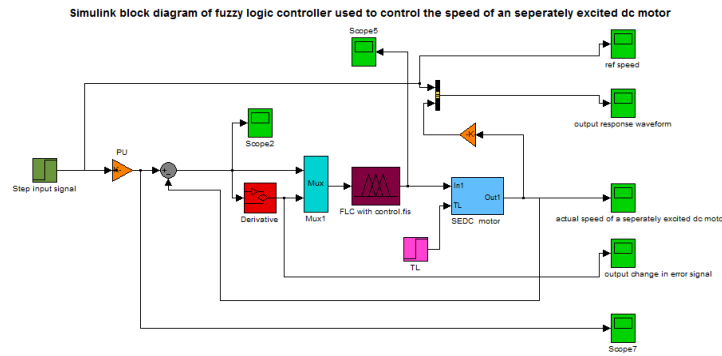 Simulink block diagram of fuzzy logic controller used to control the speed of an seperately excited dc motor
Scope5
ref speed
output response waveform
-K-
PU
Scope2
Step input signal
Mux
Mux1
FLC with control.fis
In1
TL
Out1
SEDC motor
actual speed of a seperately excited dc moto
Derivative
TL
output change in error signal
Scope7